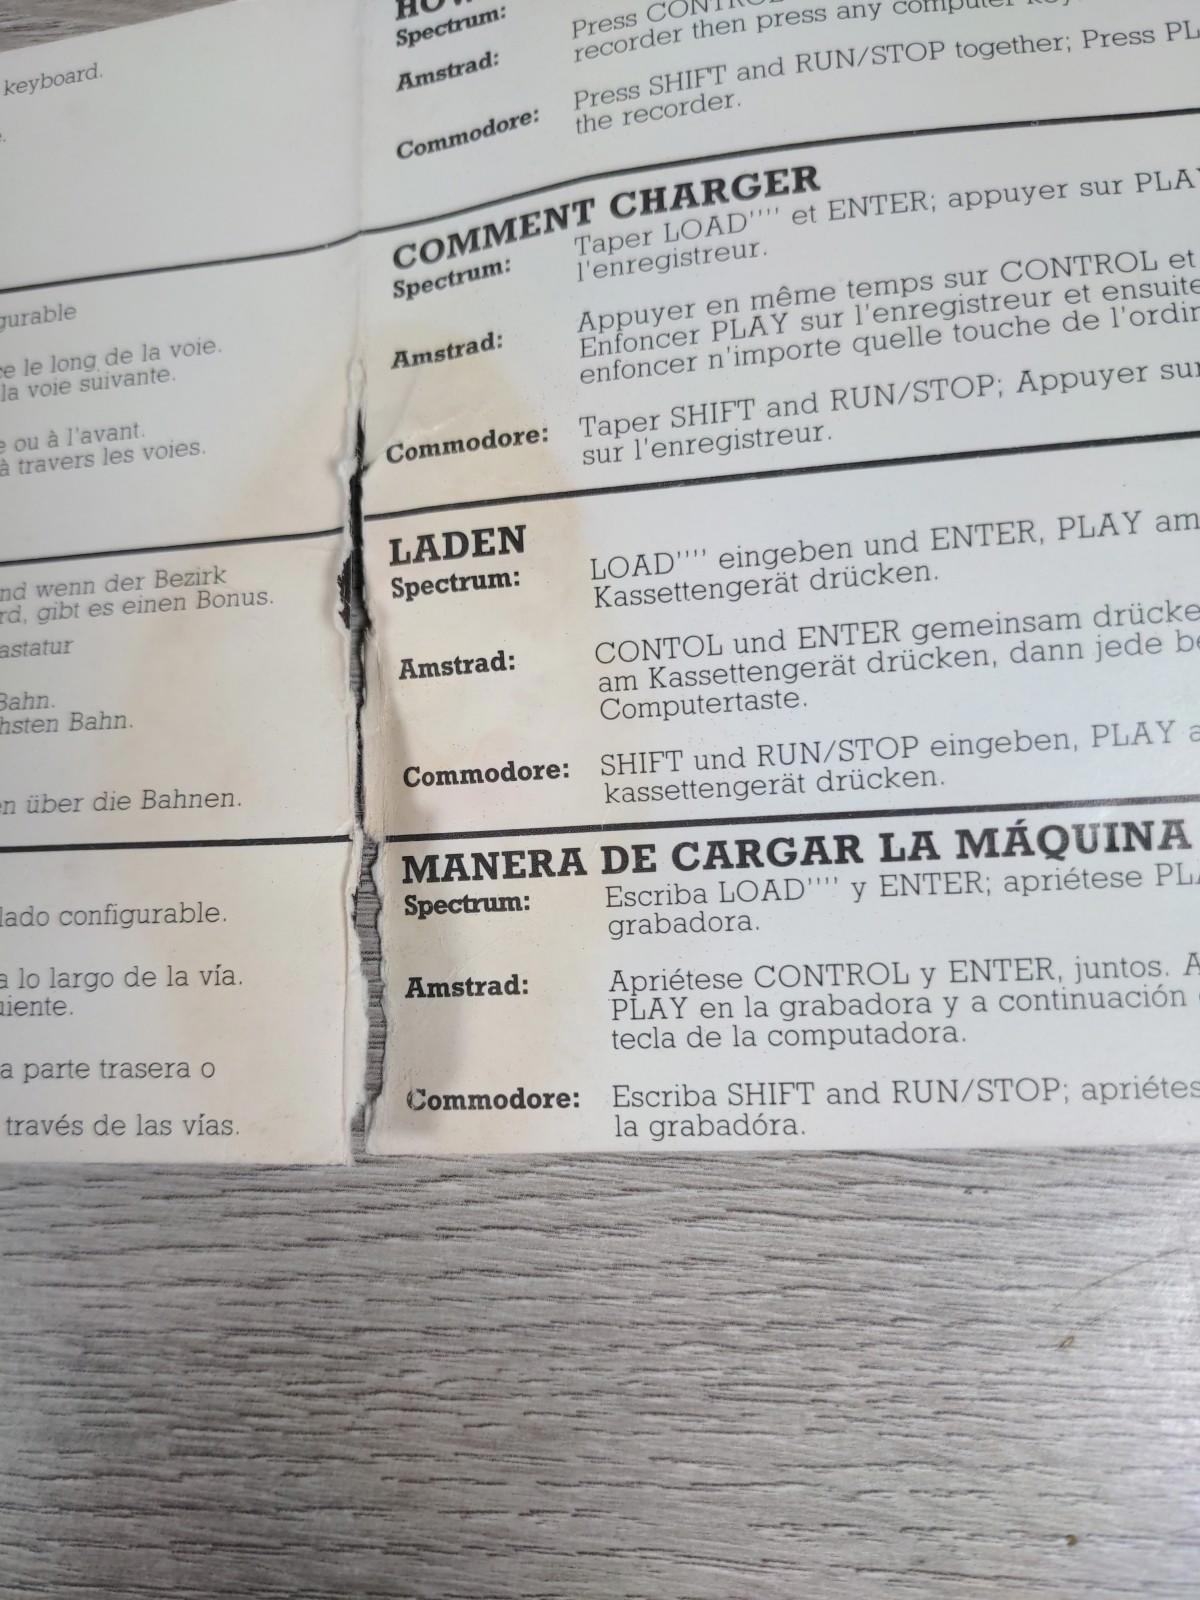 keyboard.
gurable
e le long de la voie.
la voie suivante.
e ou à l'avant.
à travers les voies.
nd wenn der Bezirk
rd, gibt es einen Bonus.
astatur
Bahn.
hsten Bahn.
n über die Bahnen.
lado configurable.
a lo largo de la vía.
uiente.
a parte trasera o
través de las vías.
Spectrum:
Press
recorder then press any computer
Amstrad:
Press SHIFT and RUN/STOP together; Press PL
Commodore:
the recorder.
COMMENT CHARGER
Spectrum: Taper LOAD'''' et ENTER; appuyer sur PLA
l'enregistreur.
Amstrad: Appuyer en même temps sur CONTROL et
Enfoncer PLAY sur l'enregistreur et ensuite
enfoncer n'importe quelle touche de l'ordin
Commodore: Taper SHIFT and RUN/STOP; Appuyer sur
sur l'enregistreur.
LADEN
Spectrum: LOAD'''' eingeben und ENTER, PLAY am
Kassettengerät drücken.
Amstrad: CONTOL und ENTER gemeinsam drücke
am Kassettengerät drücken, dann jede be
Computertaste.
Commodore: SHIFT und RUN/STOP eingeben, PLAY a
kassettengerät drücken.
MANERA DE CARGAR LA MÁQUINA
Spectrum: Escriba LOAD'''' y ENTER; apriétese PLA
grabadora.
Amstrad: Apriétese CONTROL y ENTER, juntos. A
PLAY en la grabadora y a continuación
tecla de la computadora.
Commodore: Escriba SHIFT and RUN/STOP; apriétes
la grabadóra.